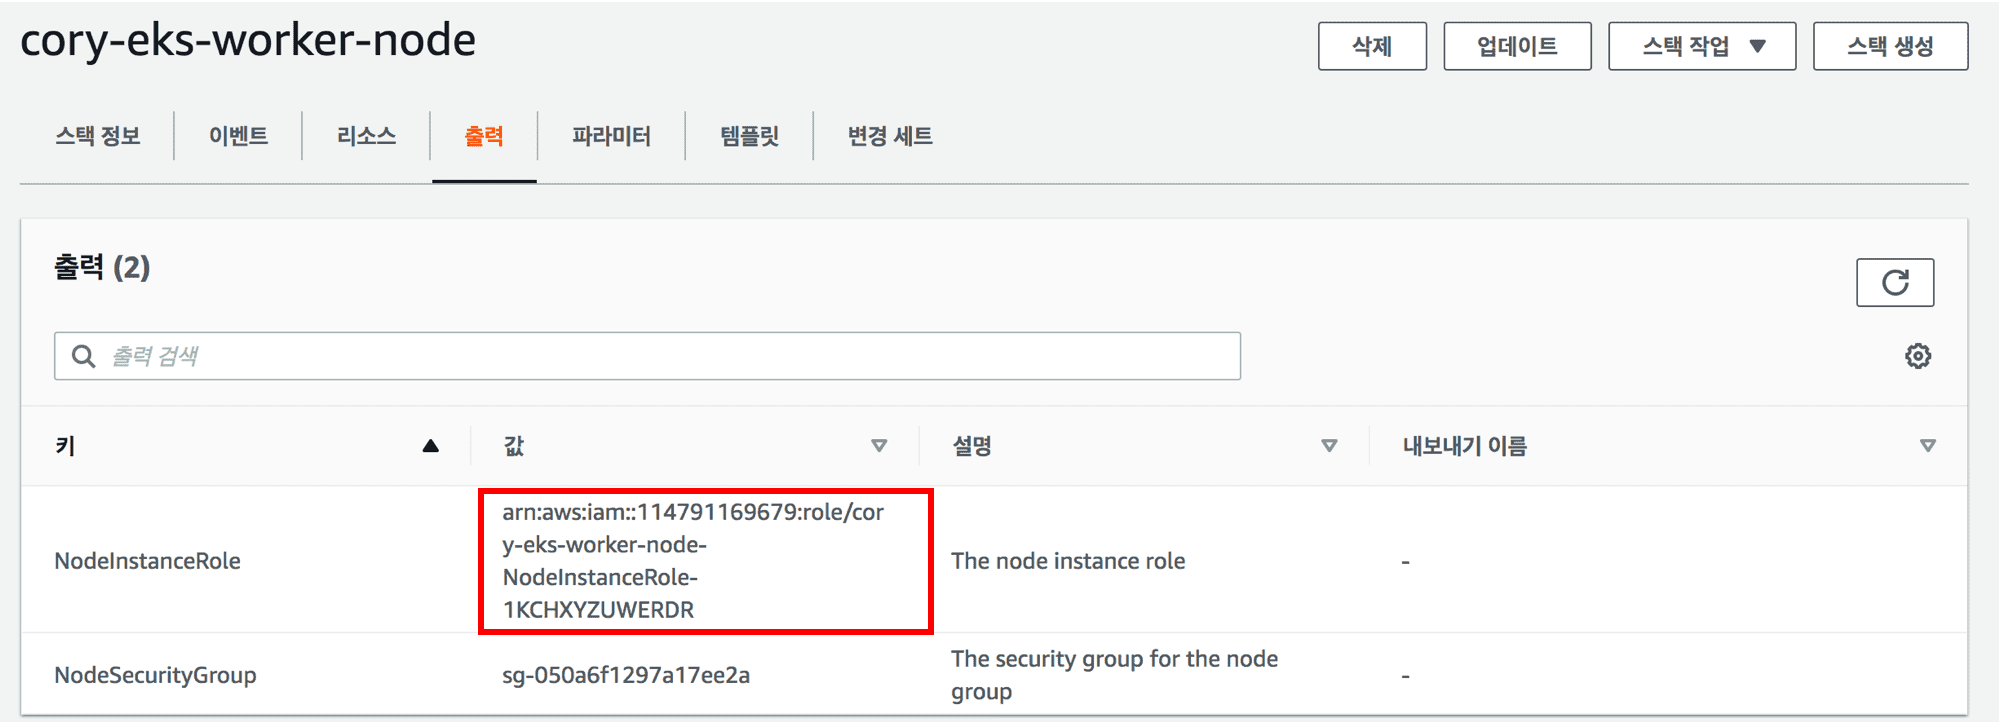 cory-eks-worker-node
삭제 업데이트 스택 작업 스택 생성
스택 정보 이벤트 리소스 출력 파라미터 템플릿 변경 세트
출력 (2)
출력 검색
키 값 설명 내보내기 이름
NodeInstanceRole
arn:aws:iam::114791169679:role/cor
y-eks-worker-node-
NodeInstanceRole-
1KCHXYZUWERDR
The node instance role
-
NodeSecurityGroup
sg-050a6f1297a17ee2a
The security group for the node
group
-